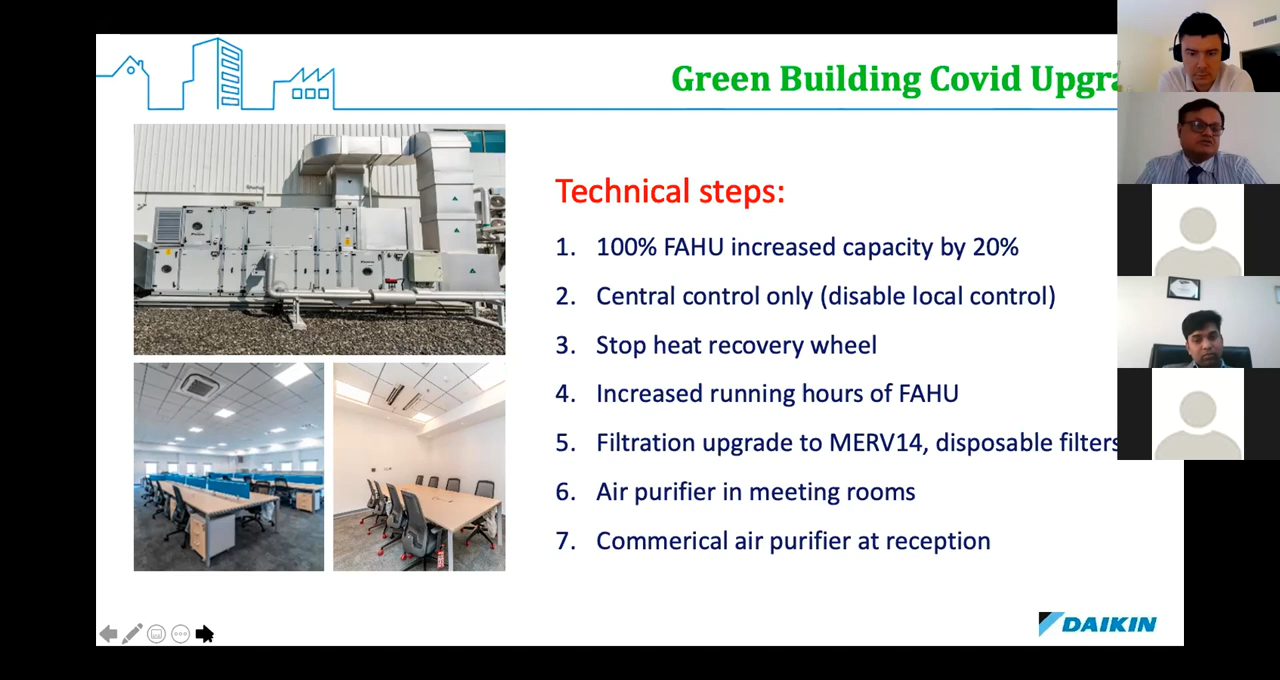 Green Building Covid Upgra
Technical steps:
1. 100% FAHU increased capacity by 20%
2. Central control only (disable local control)
3. Stop heat recovery wheel
4. Increased running hours of FAHU
5. Filtration upgrade to MERV14, disposable filters
6. Air purifier in meeting rooms
7. Commerical air purifier at reception
DAIKIN